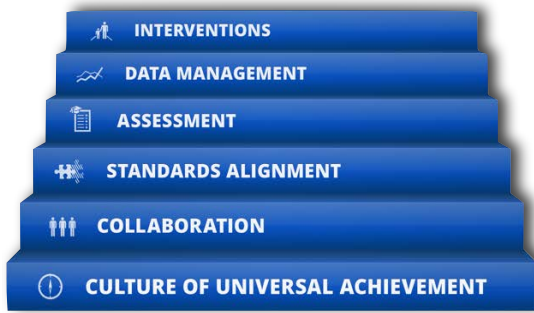 INTERVENTIONS
DATA MANAGEMENT
ASSESSMENT
STANDARDS ALIGNMENT
COLLABORATION
CULTURE OF UNIVERSAL ACHIEVEMENT